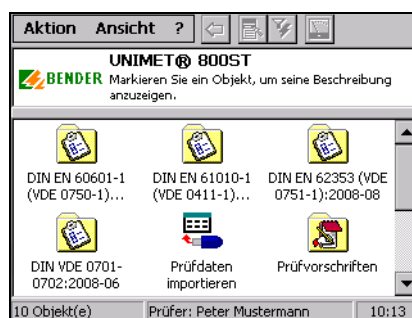 Aktion Ansicht ?
UNIMET® 800ST
BENDER Markieren Sie ein Objekt, um seine Beschreibung
anzuzeigen.
DIN EN 60601-1 DIN EN 61010-1 DIN EN 62353 (VDE
(VDE 0750-1)... (VDE 0411-1)... 0751-1):2008-08
DIN VDE 0701- Prüfdaten Prüfvorschriften
0702:2008-06 importieren
10 Objekt(e) Prüfer: Peter Mustermann 10:13